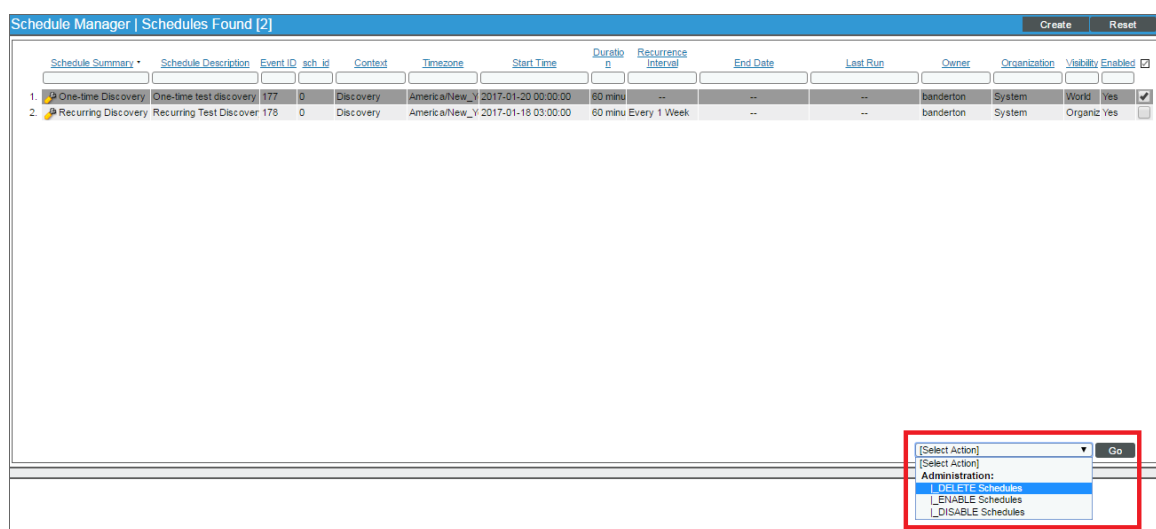 Schedule Manager | Schedules Found [2] Create Reset
Schedule Summary Schedule Description Event ID sch_id Context Timezone Start Time Duratio n Recurrence Interval End Date Last Run Owner Organization Visibility Enabled
1. One-time Discovery One-time test discovery 177 0 Discovery America/New_Y 2017-01-20 00:00:00 60 minu -- -- -- banderton System World Yes
2. Recurring Discovery Recurring Test Discover 178 0 Discovery America/New_Y 2017-01-18 03:00:00 60 minu Every 1 Week -- -- banderton System Organiz Yes
[Select Action] Go
[Select Action]
Administration:
|_DELETE Schedules
|_ENABLE Schedules
|_DISABLE Schedules